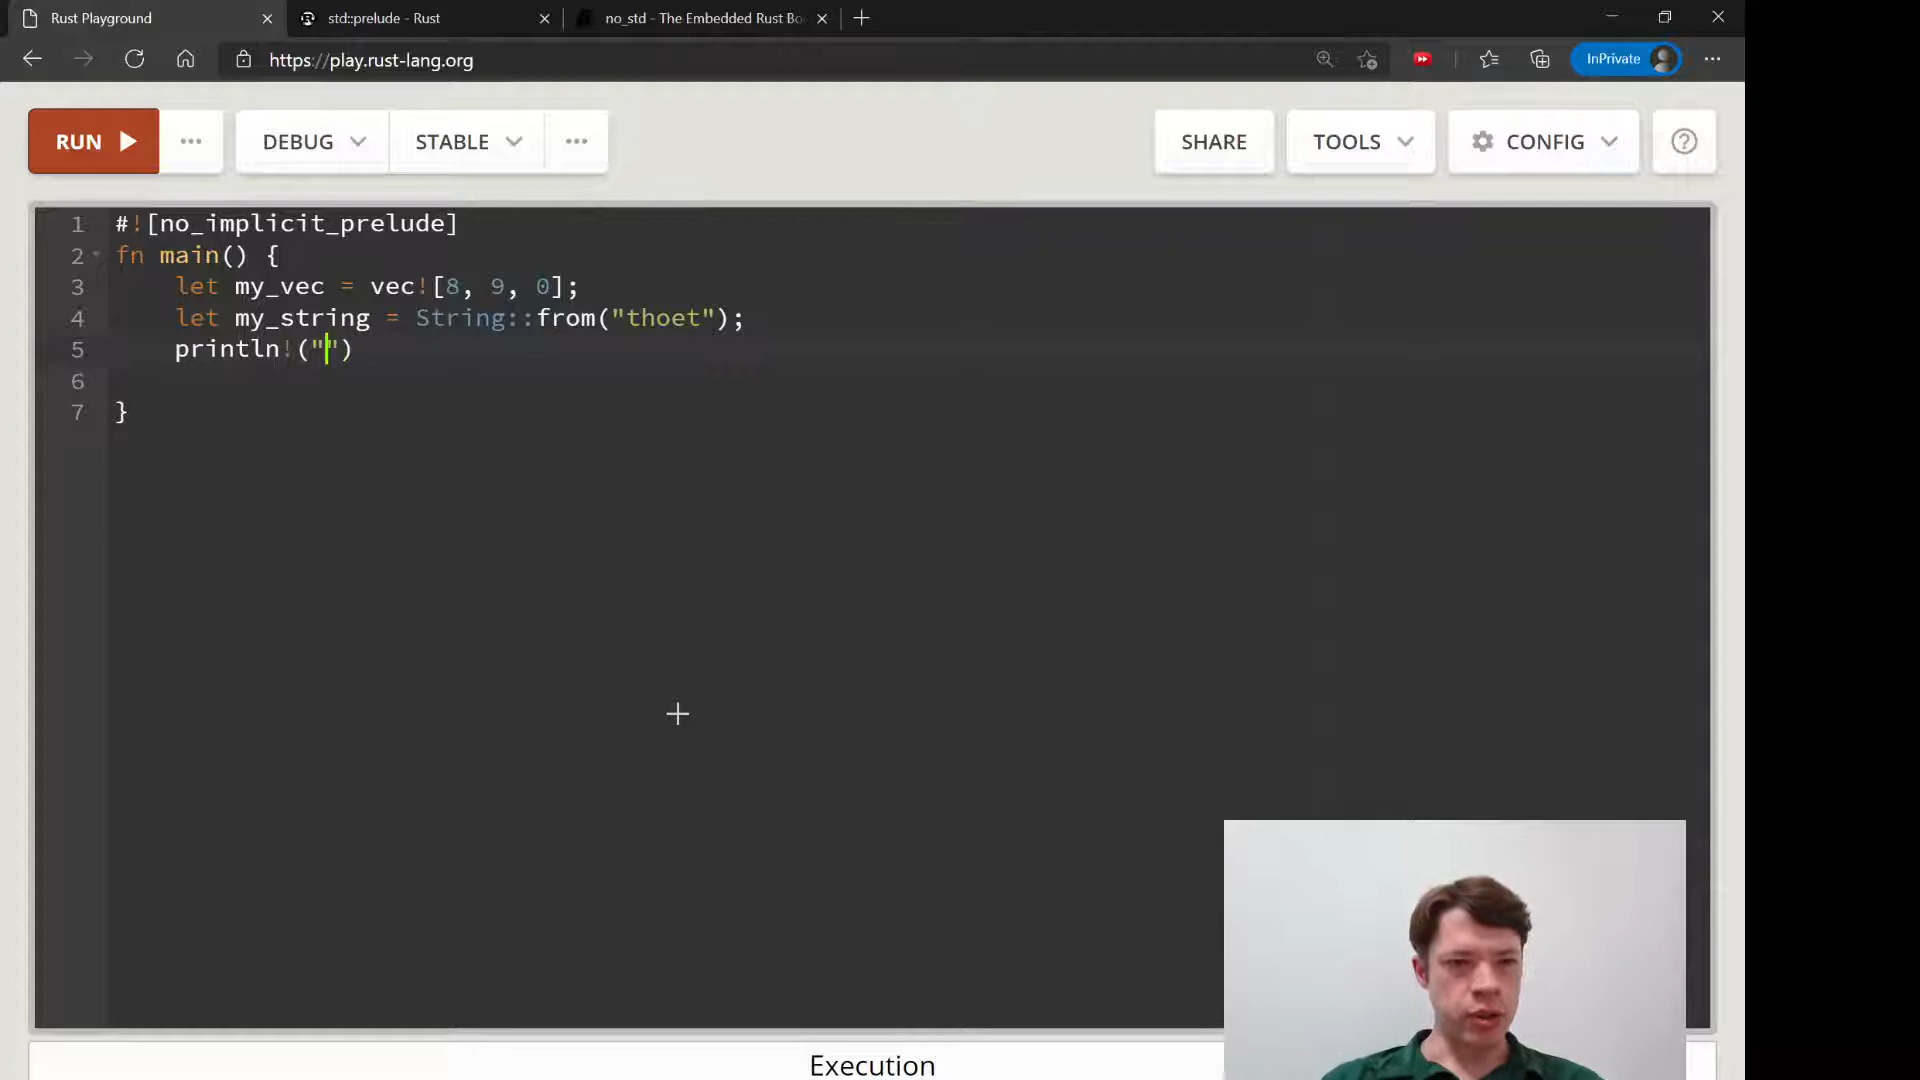 Rust Playground
std::prelude - Rust
no_std - The Embedded Rust Bo
https://play.rust-lang.org
InPrivate
RUN
DEBUG
STABLE
SHARE
TOOLS
CONFIG
1 #![no_implicit_prelude]
2 fn main() {
3 let my_vec = vec![8, 9, 0];
4 let my_string = String::from("thoet");
5 println!("")
6
7 }
Execution